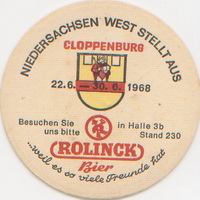 NIEDERSACHSEN WEST STELLT AUS
CLOPPENBURG
22.6. — 30. 6. 1968
Besuchen Sie in Halle 3b
uns bitte Stand 230
ROLINCK
Bier
...weil es so viele Freunde hat